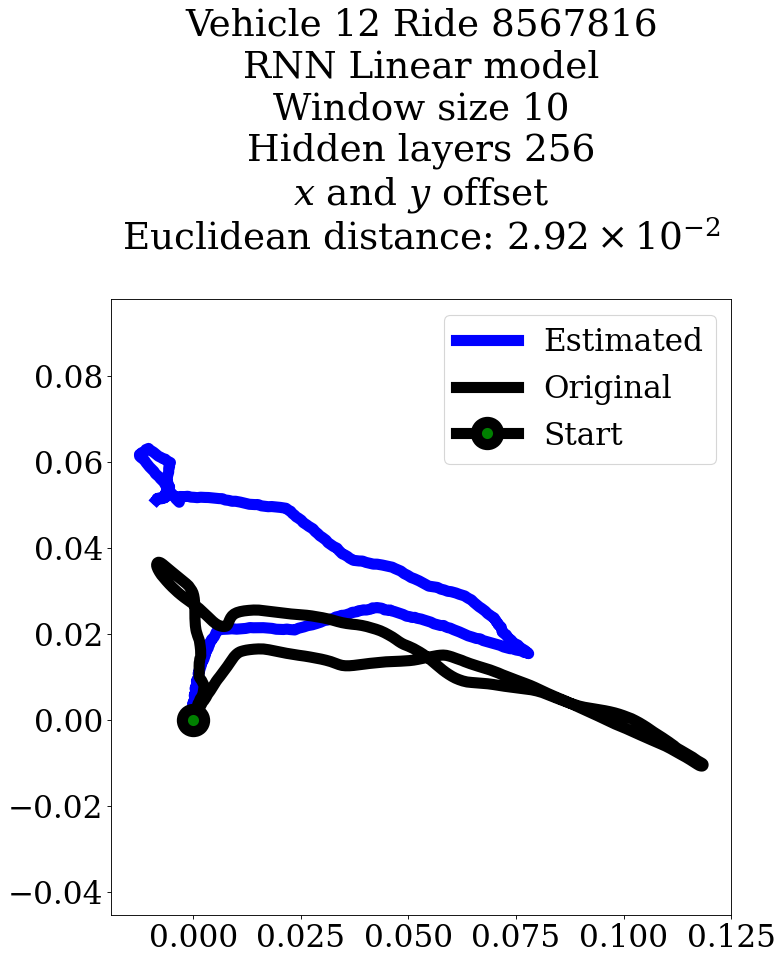 Vehicle 12 Ride 8567816
RNN Linear model
Window size 10
Hidden layers 256
x and y offset
Euclidean distance: 2.92 × 10⁻²
Estimated
Original
Start
0.08
0.06
0.04
0.02
0.00
−0.02
−0.04
0.000 0.025 0.050 0.075 0.100 0.125